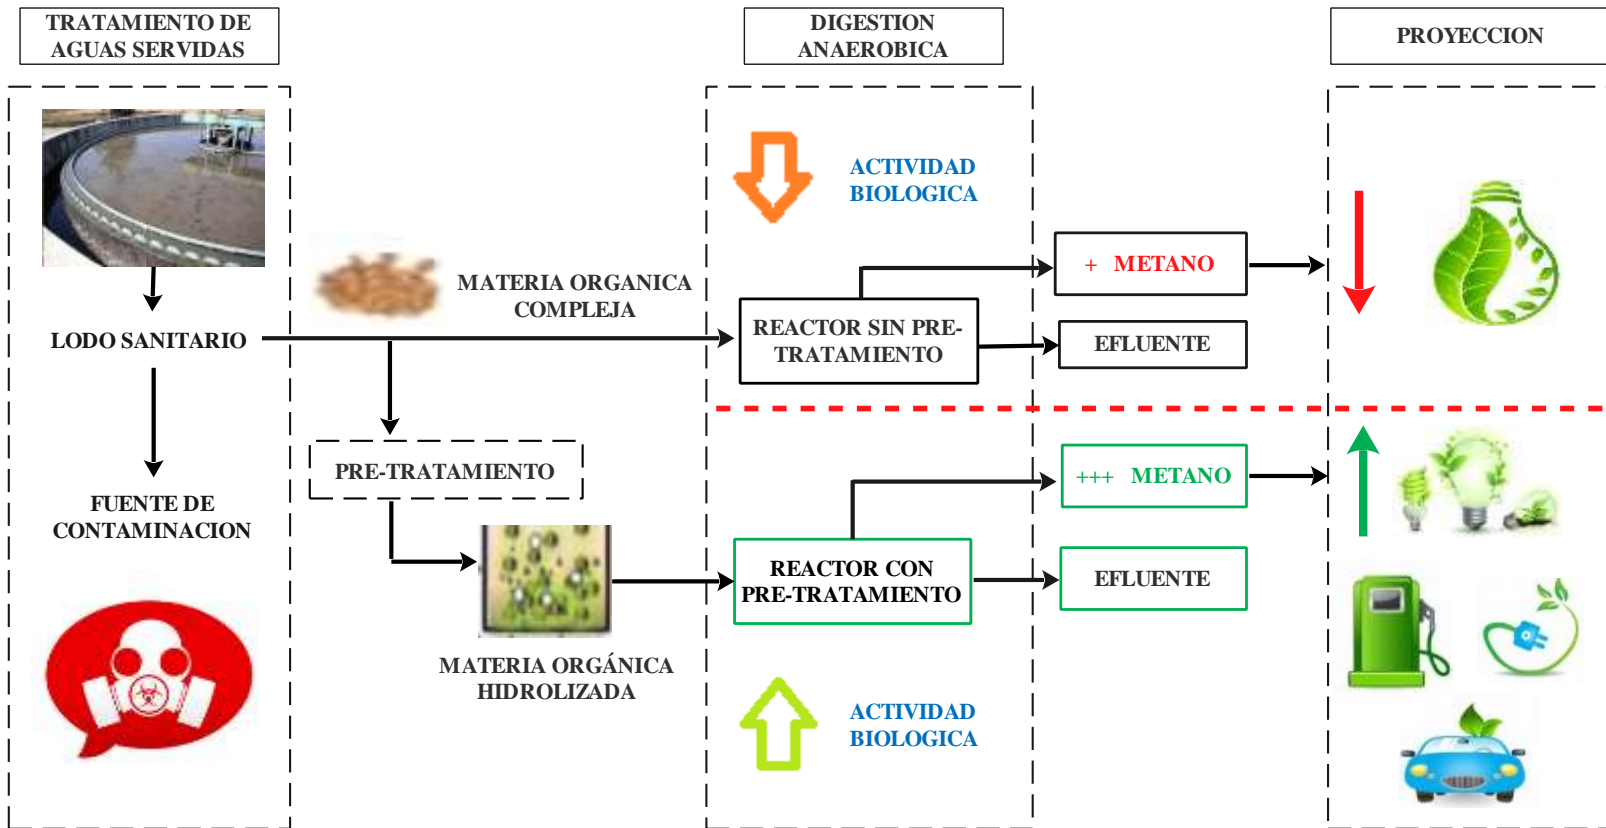 TRATAMIENTO DE
AGUAS SERVIDAS
DIGESTION
ANAEROBICA
PROYECCION
ACTIVIDAD
BIOLOGICA
MATERIA ORGANICA
COMPLEJA
+ METANO
LODO SANITARIO
REACTOR SIN PRE-
TRATAMIENTO
EFLUENTE
PRE-TRATAMIENTO
+++ METANO
FUENTE DE
CONTAMINACION
REACTOR CON
PRE-TRATAMIENTO
EFLUENTE
MATERIA ORGÁNICA
HIDROLIZADA
ACTIVIDAD
BIOLOGICA